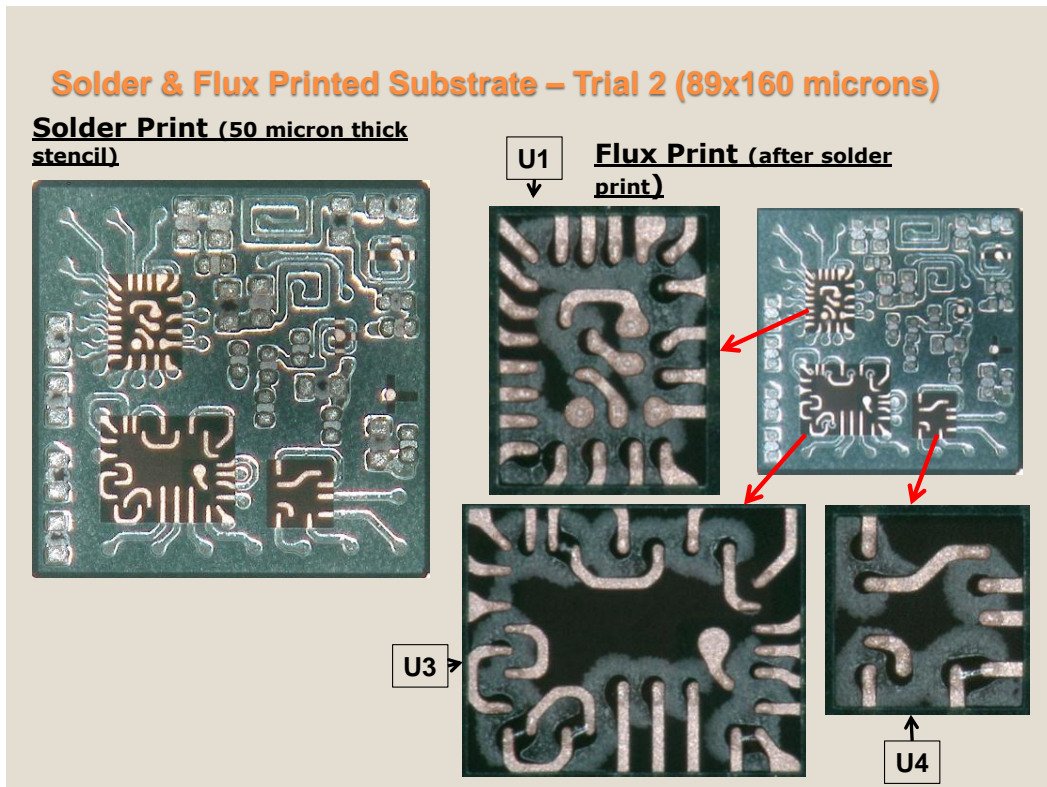 Solder & Flux Printed Substrate – Trial 2 (89x160 microns)
Solder Print (50 micron thick
stencil)
U1
Flux Print (after solder
print)
U3
U4